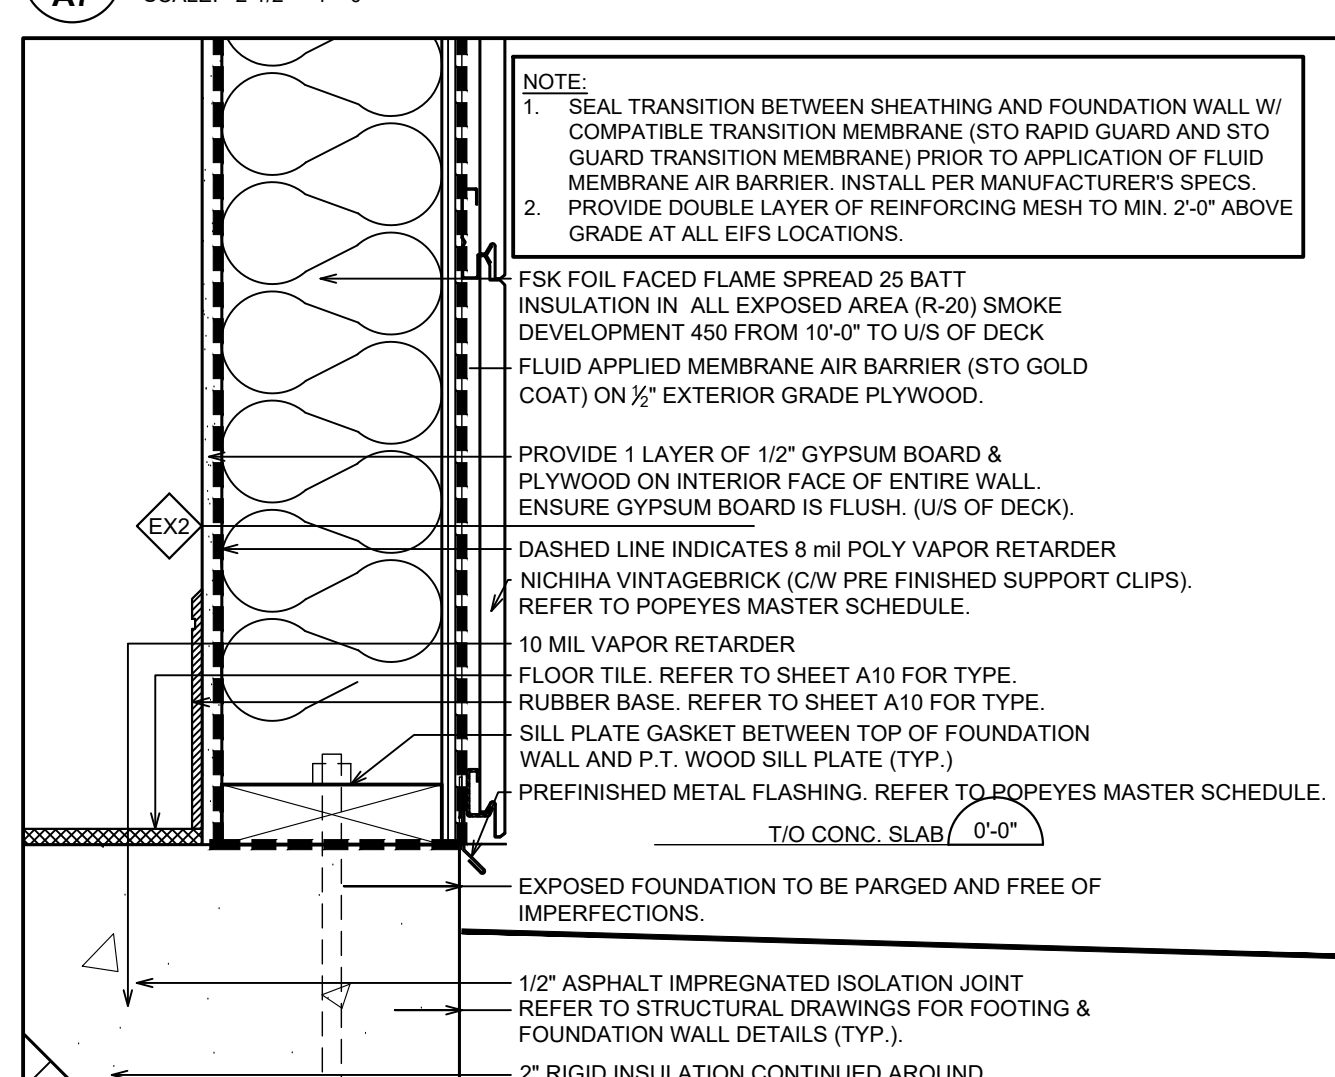 NOTE:
1. SEAL TRANSITION BETWEEN SHEATHING AND FOUNDATION WALL W/
COMPATIBLE TRANSITION MEMBRANE (STO RAPID GUARD AND STO
GUARD TRANSITION MEMBRANE) PRIOR TO APPLICATION OF FLUID
MEMBRANE AIR BARRIER. INSTALL PER MANUFACTURER'S SPECS.
2. PROVIDE DOUBLE LAYER OF REINFORCING MESH TO MIN. 2'-0" ABOVE
GRADE AT ALL EIFS LOCATIONS.
FSK FOIL FACED FLAME SPREAD 25 BATT
INSULATION IN ALL EXPOSED AREA (R-20) SMOKE
DEVELOPMENT 450 FROM 10'-0" TO U/S OF DECK
FLUID APPLIED MEMBRANE AIR BARRIER (STO GOLD
COAT) ON ½" EXTERIOR GRADE PLYWOOD.
PROVIDE 1 LAYER OF 1/2" GYPSUM BOARD &
PLYWOOD ON INTERIOR FACE OF ENTIRE WALL.
ENSURE GYPSUM BOARD IS FLUSH. (U/S OF DECK).
EX2
DASHED LINE INDICATES 8 mil POLY VAPOR RETARDER
NICHIHA VINTAGEBRICK (C/W PRE FINISHED SUPPORT CLIPS).
REFER TO POPEYES MASTER SCHEDULE.
10 MIL VAPOR RETARDER
FLOOR TILE. REFER TO SHEET A10 FOR TYPE.
RUBBER BASE. REFER TO SHEET A10 FOR TYPE.
SILL PLATE GASKET BETWEEN TOP OF FOUNDATION
WALL AND P.T. WOOD SILL PLATE (TYP.)
PREFINISHED METAL FLASHING. REFER TO POPEYES MASTER SCHEDULE.
T/O CONC. SLAB 0'-0"
EXPOSED FOUNDATION TO BE PARGED AND FREE OF
IMPERFECTIONS.
1/2" ASPHALT IMPREGNATED ISOLATION JOINT
REFER TO STRUCTURAL DRAWINGS FOR FOOTING &
FOUNDATION WALL DETAILS (TYP.).
2" RIGID INSULATION CONTINUED AROUND